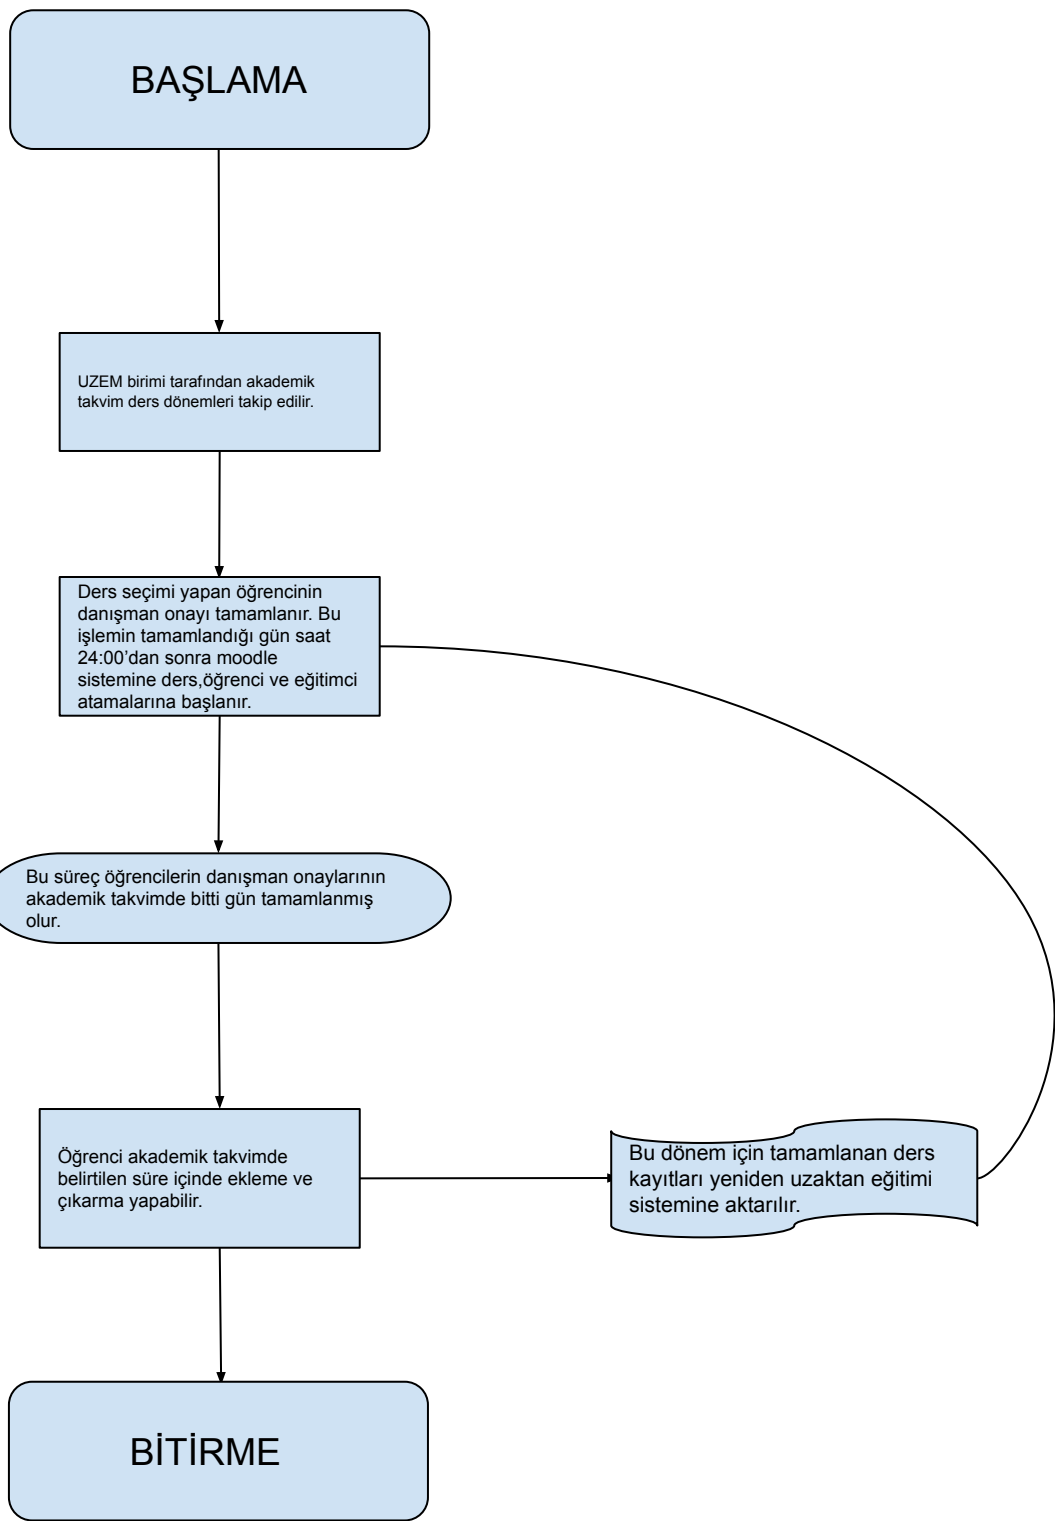 BAŞLAMA
UZEM birimi tarafından akademik
takvim ders dönemleri takip edilir.
Ders seçimi yapan öğrencinin
danışman onayı tamamlanır. Bu
işlemin tamamlandığı gün saat
24:00’dan sonra moodle
sistemine ders,öğrenci ve eğitimci
atamalarına başlanır.
Bu süreç öğrencilerin danışman onaylarının
akademik takvimde bitti gün tamamlanmış
olur.
Öğrenci akademik takvimde
belirtilen süre içinde ekleme ve
çıkarma yapabilir.
Bu dönem için tamamlanan ders
kayıtları yeniden uzaktan eğitimi
sistemine aktarılır.
BİTİRME